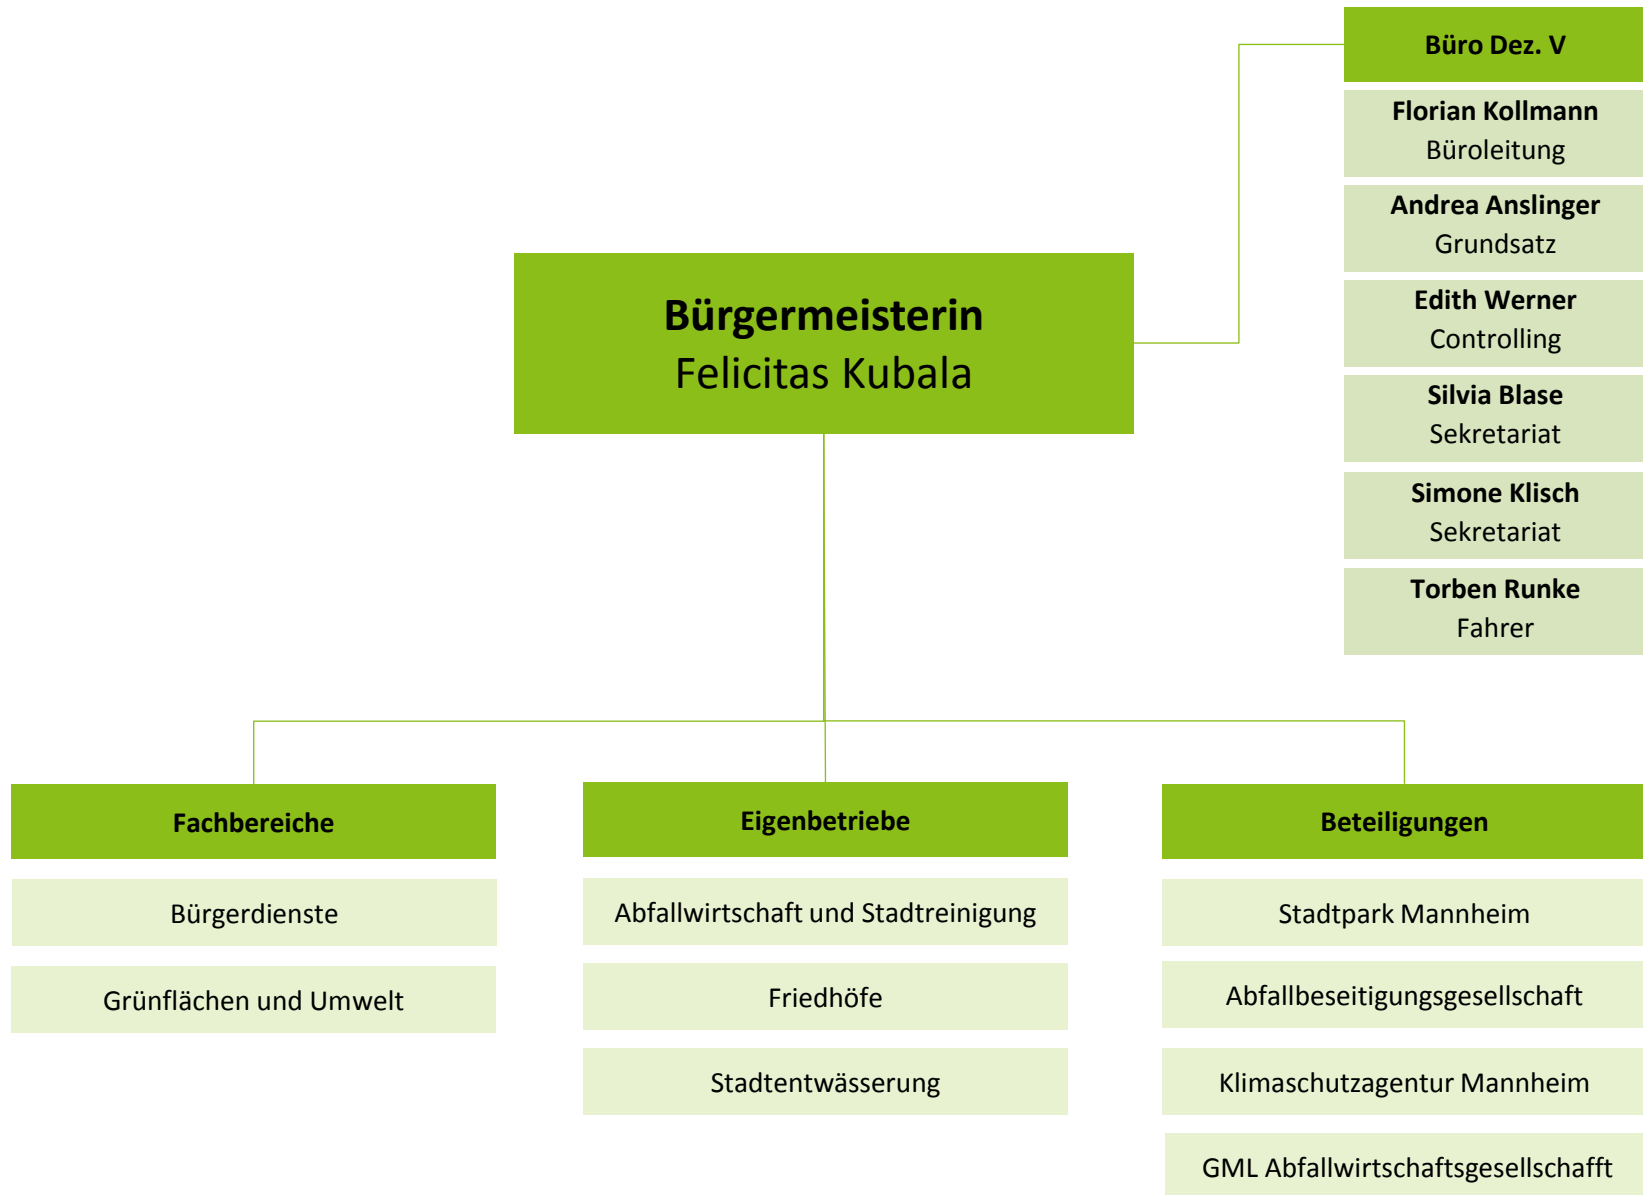 Büro Dez. V
Florian Kollmann
Büroleitung
Andrea Anslinger
Grundsatz
Edith Werner
Controlling
Silvia Blase
Sekretariat
Simone Klisch
Sekretariat
Torben Runke
Fahrer
Bürgermeisterin
Felicitas Kubala
Fachbereiche
Bürgerdienste
Grünflächen und Umwelt
Eigenbetriebe
Abfallwirtschaft und Stadtreinigung
Friedhöfe
Stadtentwässerung
Beteiligungen
Stadtpark Mannheim
Abfallbeseitigungsgesellschaft
Klimaschutzagentur Mannheim
GML Abfallwirtschaftsgesellschafft